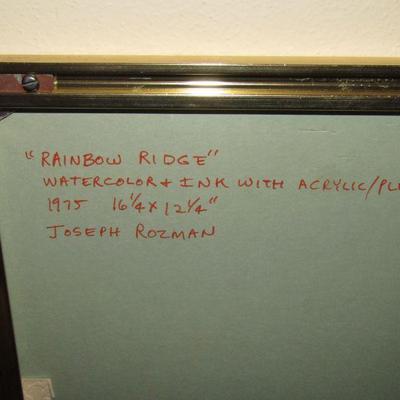 "RAINBOW RIDGE"
WATERCOLOR & INK WITH ACRYLIC/
1975 16 1/4 X 12 1/4"
JOSEPH ROZMAN